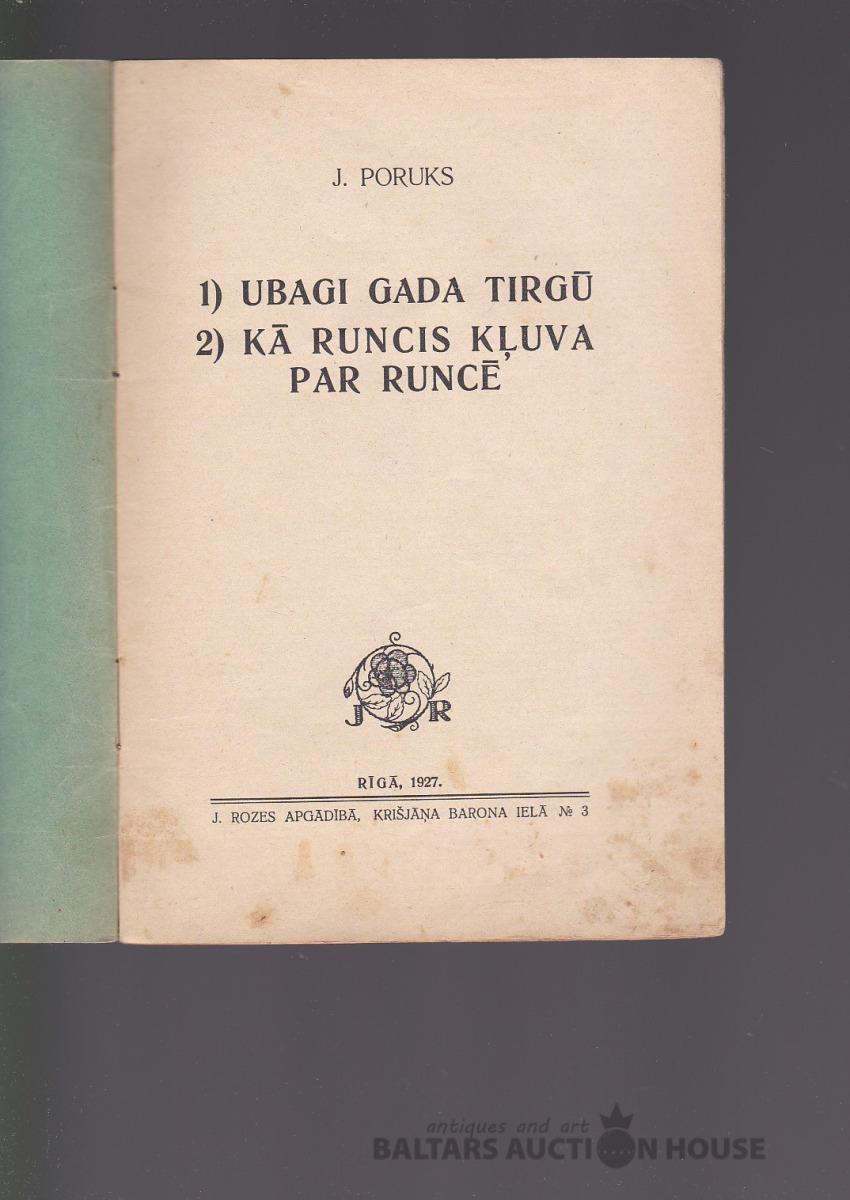 J. PORUKS
1) UBAGI GADA TIRGŪ
2) KĀ RUNCIS KĻUVA
PAR RUNCĒ
J R
RĪGĀ, 1927.
J. ROZES APGĀDĪBĀ, KRIŠJĀŅA BARONA IELĀ № 3
antiques and art
BALTARS AUCTION HOUSE